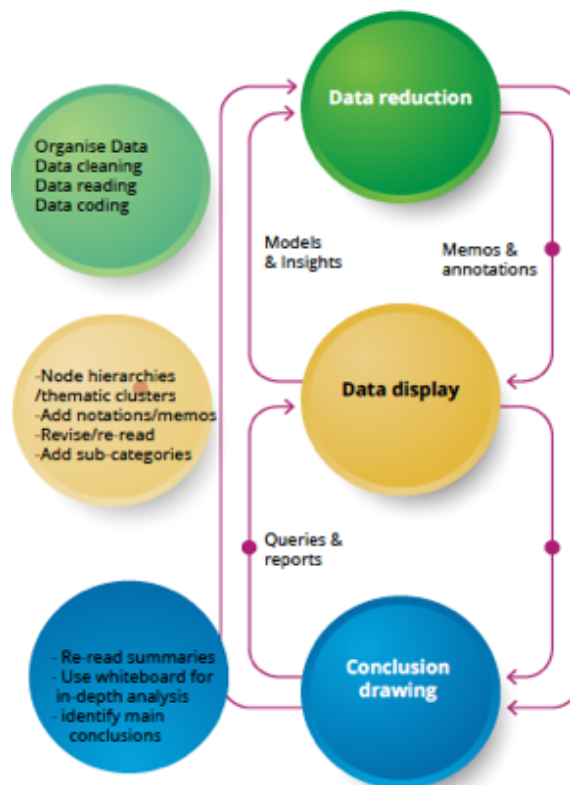 Data reduction
Organise Data
Data cleaning
Data reading
Data coding
Models
& Insights
Memos &
annotations
Data display
-Node hierarchies
/thematic clusters
-Add notations/memos
-Revise/re-read
-Add sub-categories
Queries &
reports
Conclusion
drawing
- Re-read summaries
- Use whiteboard for
in-depth analysis
- identify main
conclusions